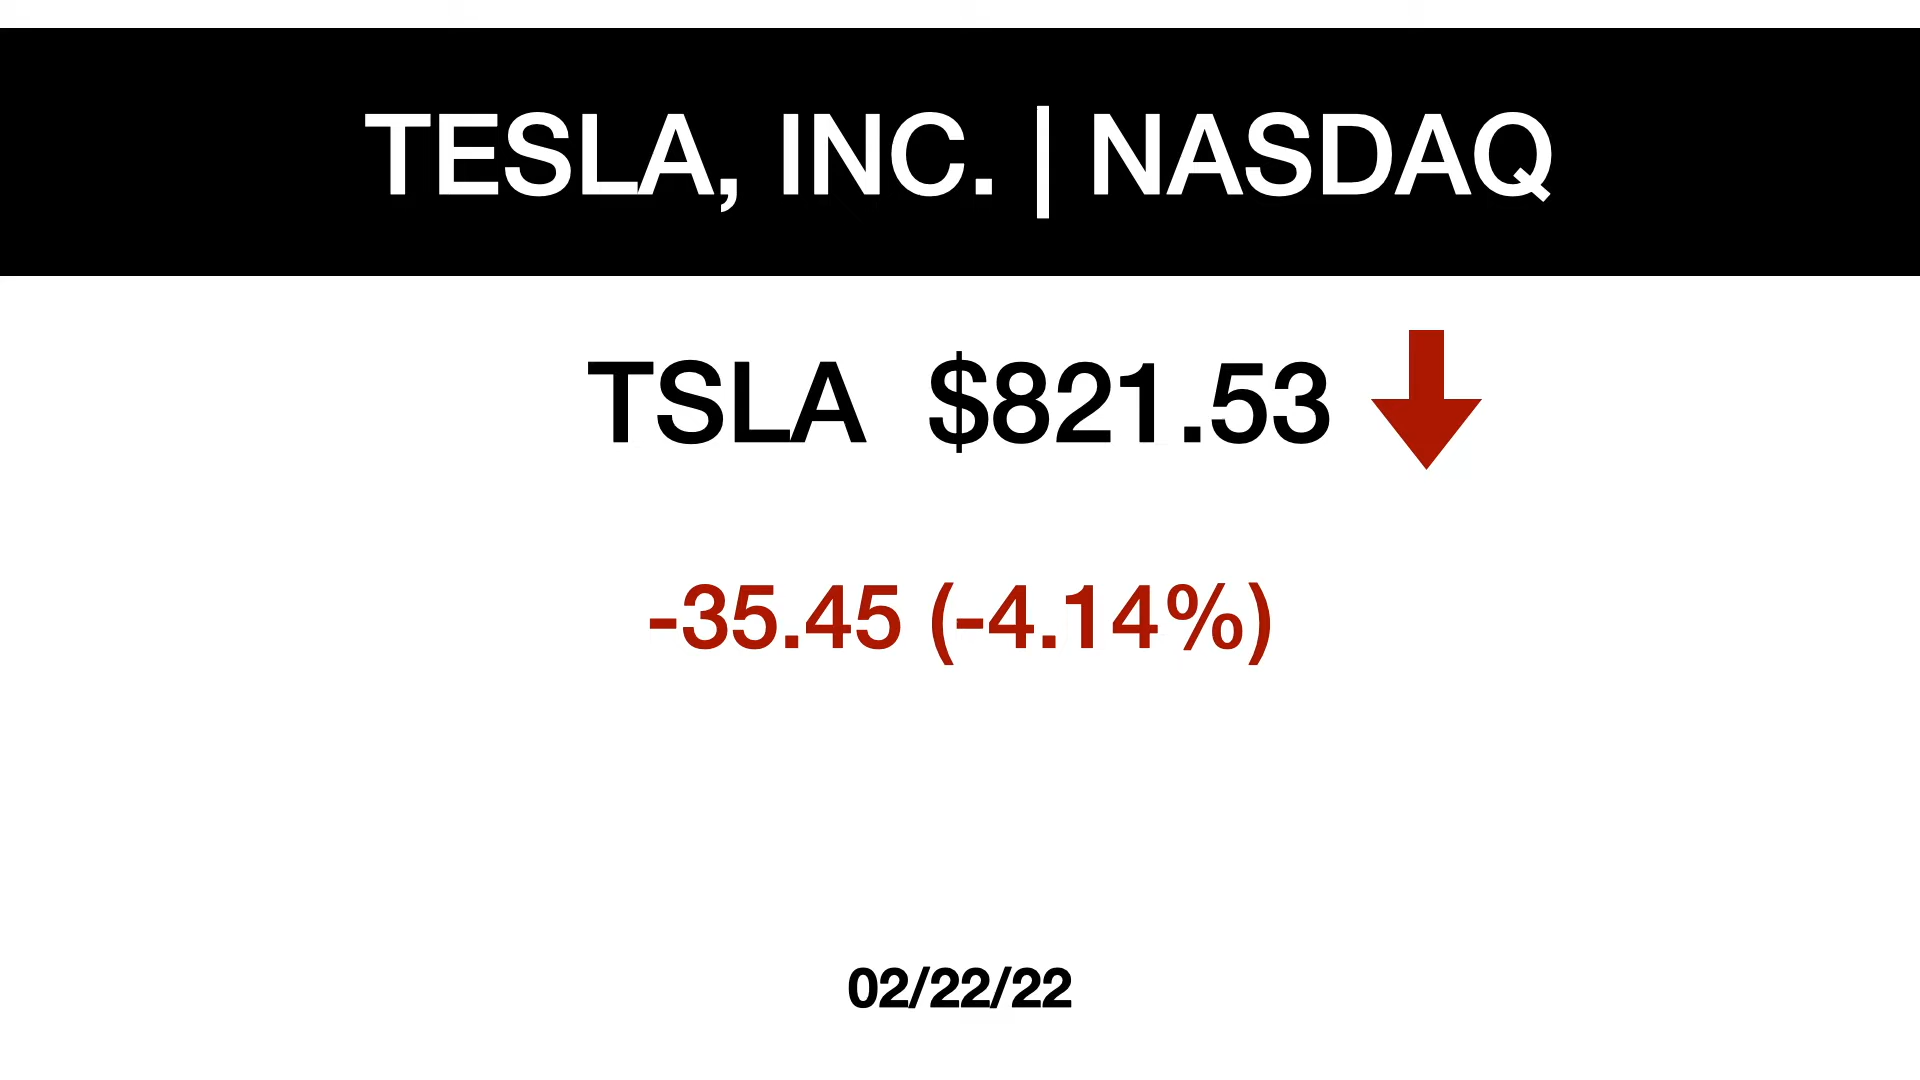 TESLA, INC. | NASDAQ
TSLA $821.53
-35.45 (-4.14%)
02/22/22